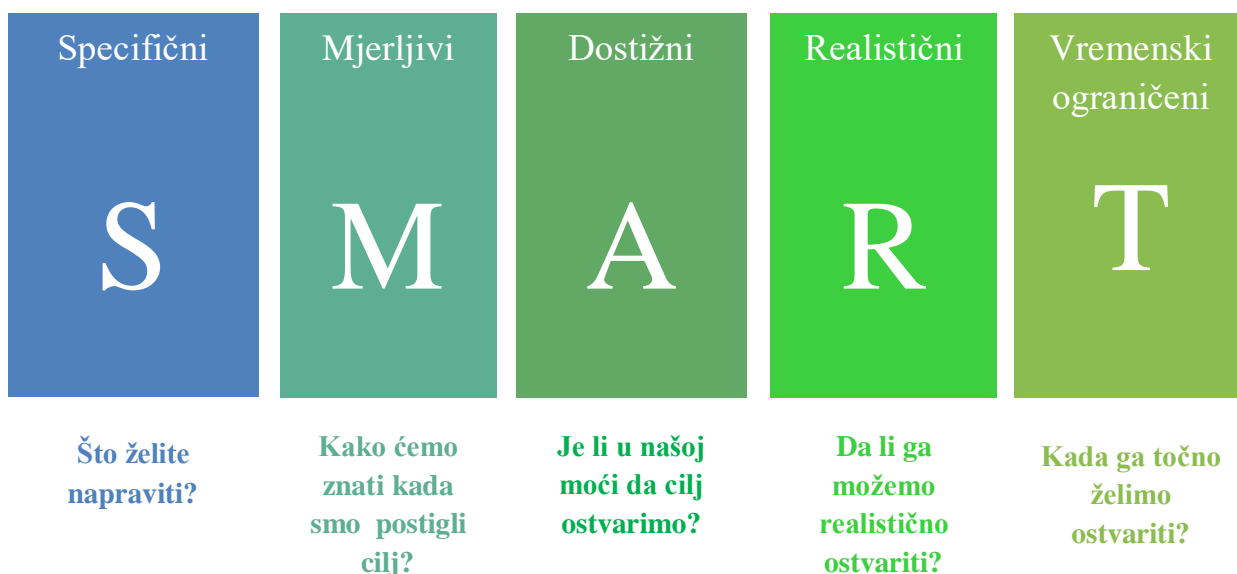 Specifični
S
Što želite
napraviti?
Mjerljivi
M
Kako ćemo
znati kada
smo postigli
cilj?
Dostižni
A
Je li u našoj
moći da cilj
ostvarimo?
Realistični
R
Da li ga
možemo
realistično
ostvariti?
Vremenski
ograničeni
T
Kada ga točno
želimo
ostvariti?